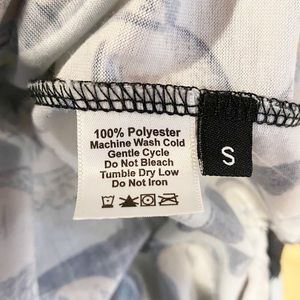 100% Polyester
Machine Wash Cold
Gentle Cycle
Do Not Bleach
Tumble Dry Low
Do Not Iron
S